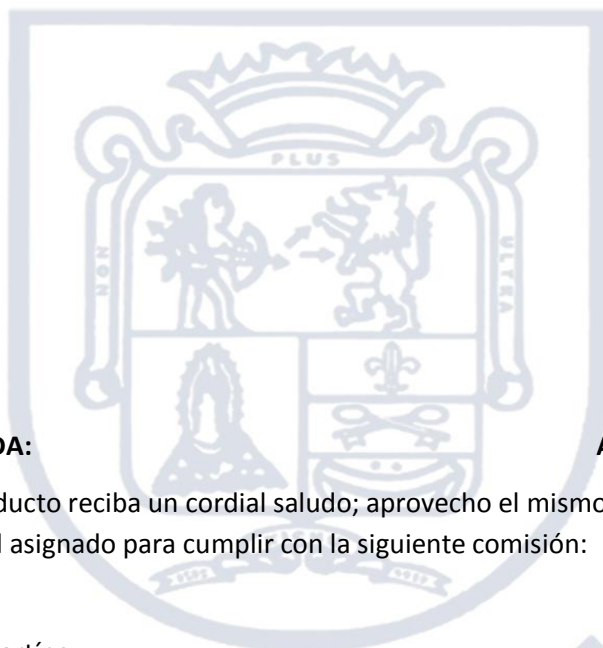 PLUS
NON
ULTRA
DA:
A
ducto reciba un cordial saludo; aprovecho el mismo
l asignado para cumplir con la siguiente comisión: